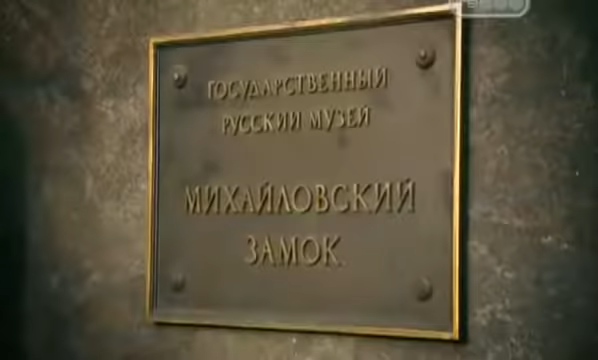 ГОСУДАРСТВЕННЫЙ
РУССКИЙ МУЗЕЙ
МИХАЙЛОВСКИЙ
ЗАМОК